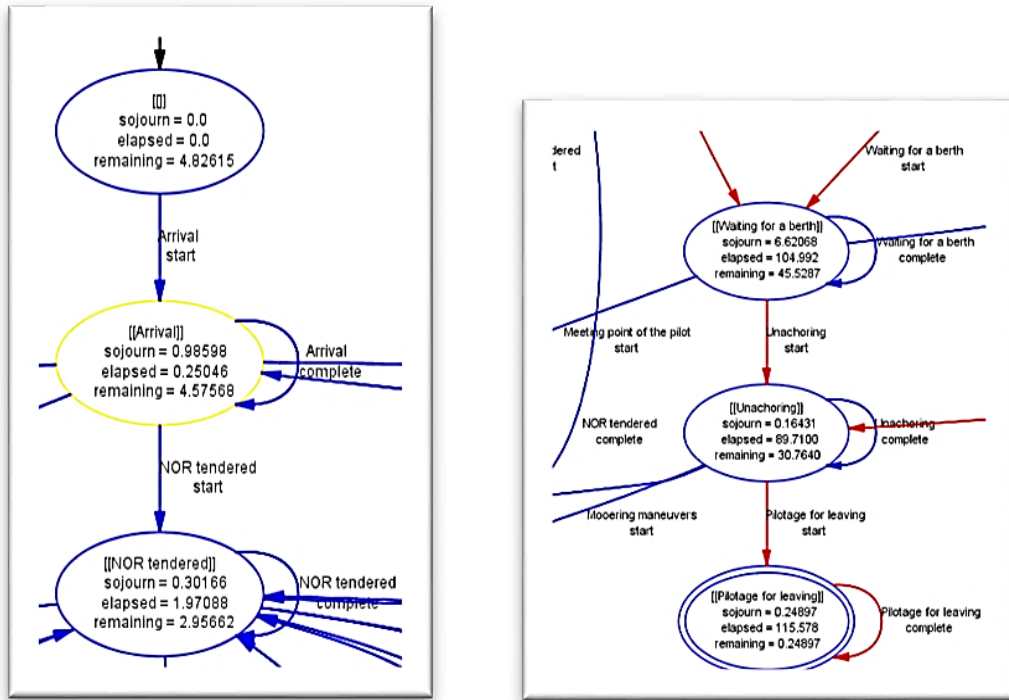 [[]]
sojourn = 0.0
elapsed = 0.0
remaining = 4.82615
Arrival
start
[[Arrival]]
sojourn = 0.98598
elapsed = 0.25046
remaining = 4.57568
Arrival
complete
NOR tendered
start
[[NOR tendered]]
sojourn = 0.30166
elapsed = 1.97088
remaining = 2.95662
NOR tendered
complete
dered
t
Waiting for a berth
start
[[Waiting for a berth]]
sojourn = 6.62068
elapsed = 104.992
remaining = 45.5287
Waiting for a berth
complete
Meeting point of the pilot
start
Unachoring
start
[[Unachoring]]
sojourn = 0.16431
elapsed = 89.7100
remaining = 30.7640
Unachoring
complete
NOR tendered
complete
Mooering maneuvers
start
Pilotage for leaving
start
[[Pilotage for leaving]]
sojourn = 0.24897
elapsed = 115.578
remaining = 0.24897
Pilotage for leaving
complete